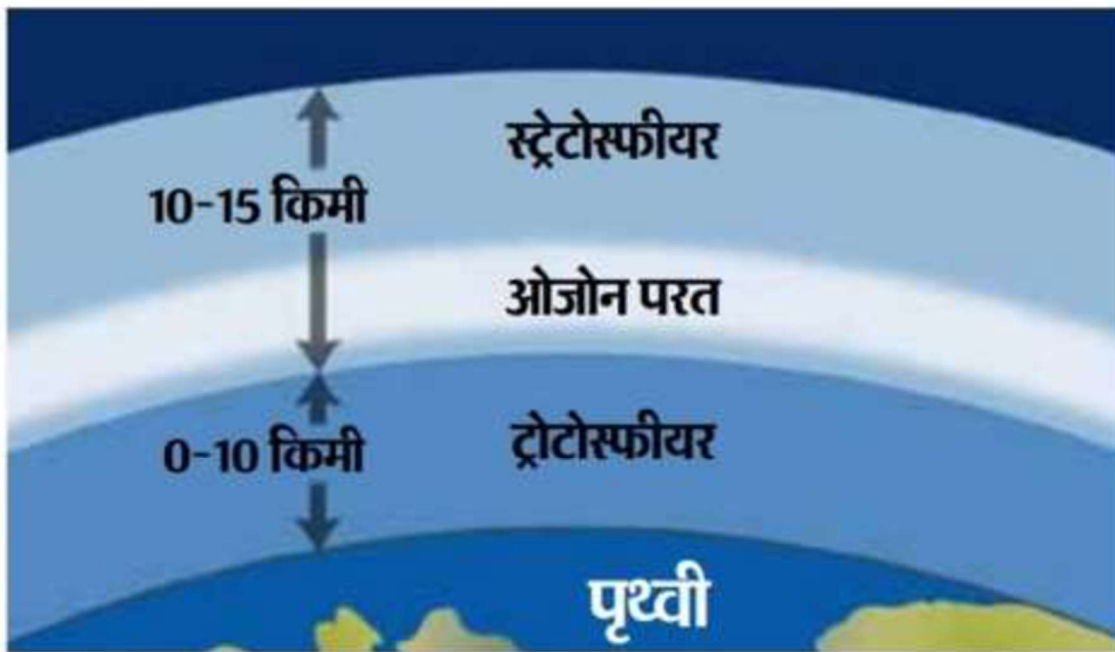 स्ट्रेटोस्फीयर
10-15 किमी
ओजोन परत
0-10 किमी
ट्रोटोस्फीयर
पृथ्वी